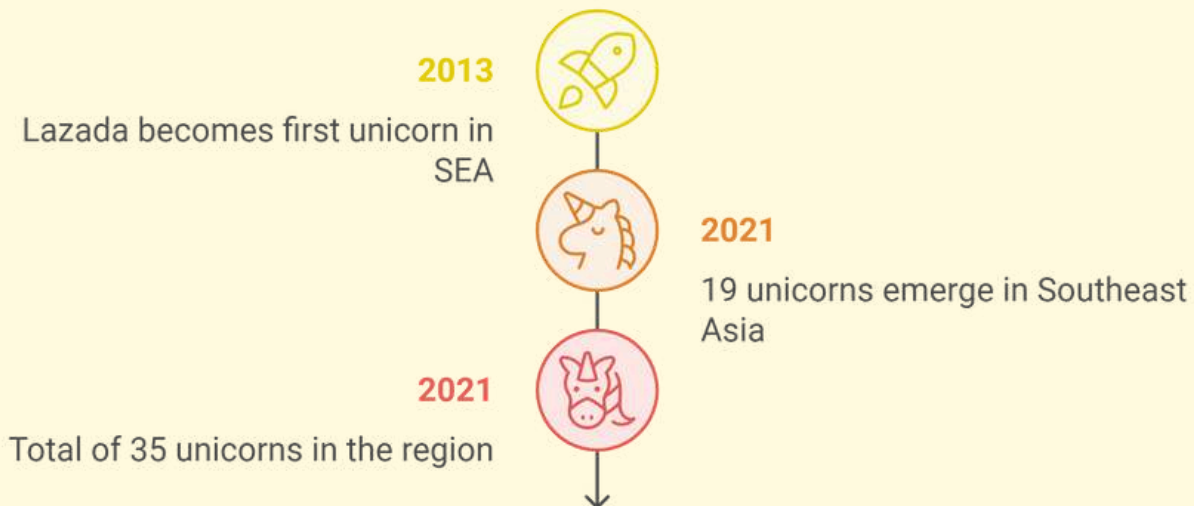 2013
Lazada becomes first unicorn in
SEA
2021
19 unicorns emerge in Southeast
Asia
2021
Total of 35 unicorns in the region